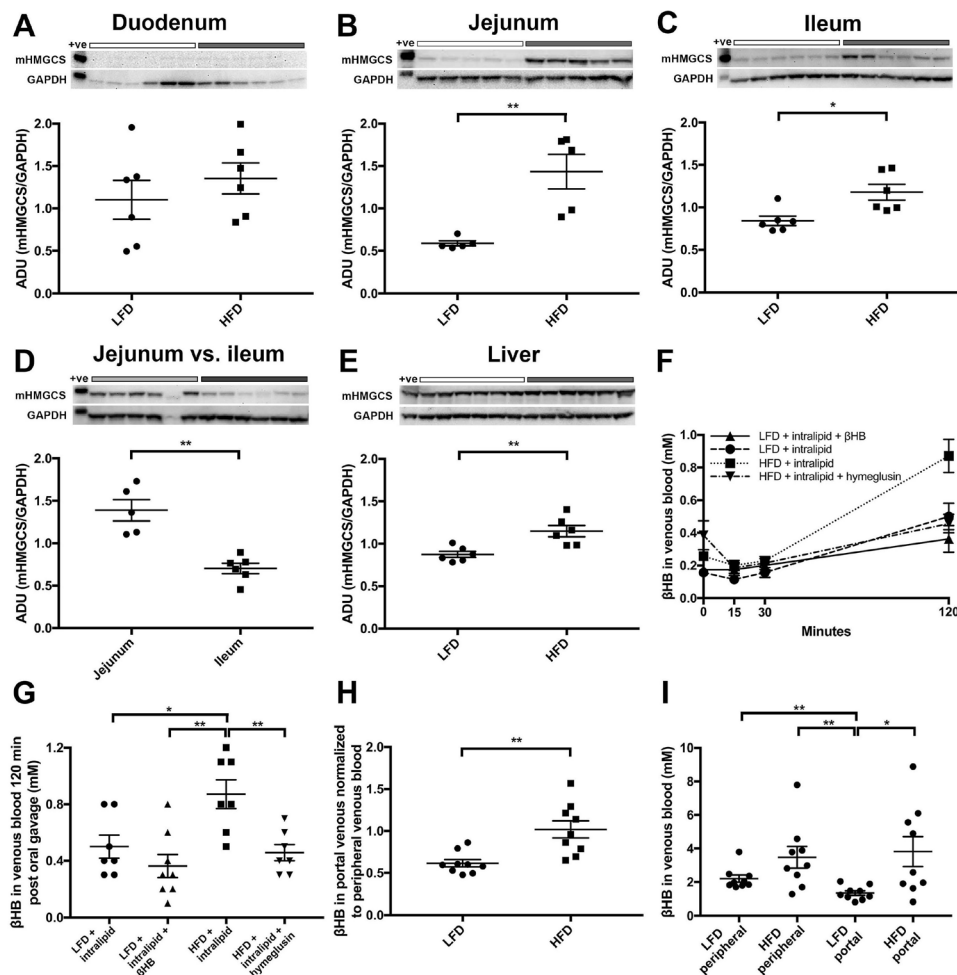 A Duodenum
+ve
mHMGCS
GAPDH
ADU (mHMGCS/GAPDH)
2.0
1.5
1.0
0.5
0.0
LFD
HFD
B Jejunum
+ve
mHMGCS
GAPDH
**
ADU (mHMGCS/GAPDH)
2.0
1.5
1.0
0.5
0.0
LFD
HFD
C Ileum
+ve
mHMGCS
GAPDH
*
ADU (mHMGCS/GAPDH)
2.0
1.5
1.0
0.5
0.0
LFD
HFD
D Jejunum vs. ileum
+ve
mHMGCS
GAPDH
**
ADU (mHMGCS/GAPDH)
2.0
1.5
1.0
0.5
0.0
Jejunum
Ileum
E Liver
+ve
mHMGCS
GAPDH
**
ADU (mHMGCS/GAPDH)
2.0
1.5
1.0
0.5
0.0
LFD
HFD
F
LFD + intralipid + βHB
LFD + intralipid
HFD + intralipid
HFD + intralipid + hymeglusin
βHB in venous blood (mM)
1.0
0.8
0.6
0.4
0.2
0.0
0
15
30
120
Minutes
G
*
**
**
βHB in venous blood 120 min
post oral gavage (mM)
1.2
0.8
0.4
0.0
LFD +
intralipid
LFD +
intralipid +
βHB
HFD +
intralipid
HFD +
intralipid +
hymeglusin
H
**
βHB in portal venous normalized
to peripheral venous blood
2.0
1.5
1.0
0.5
0.0
LFD
HFD
I
**
**
*
βHB in venous blood (mM)
10
8
6
4
2
0
LFD
peripheral
HFD
peripheral
LFD
portal
HFD
portal